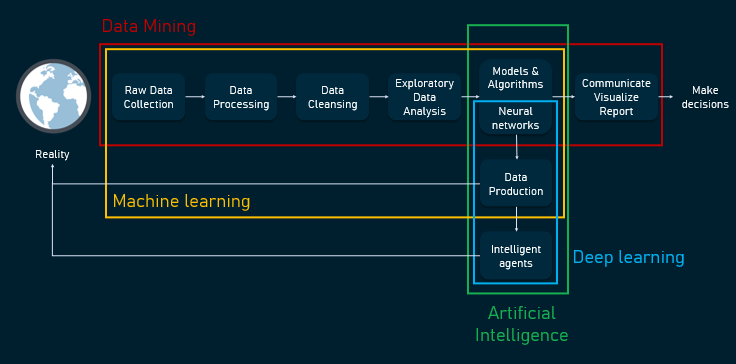 Data Mining
Raw Data
Collection
Data
Processing
Data
Cleansing
Exploratory
Data
Analysis
Models &
Algorithms
Neural
networks
Communicate
Visualize
Report
Make
decisions
Reality
Data
Production
Machine learning
Intelligent
agents
Deep learning
Artificial
Intelligence